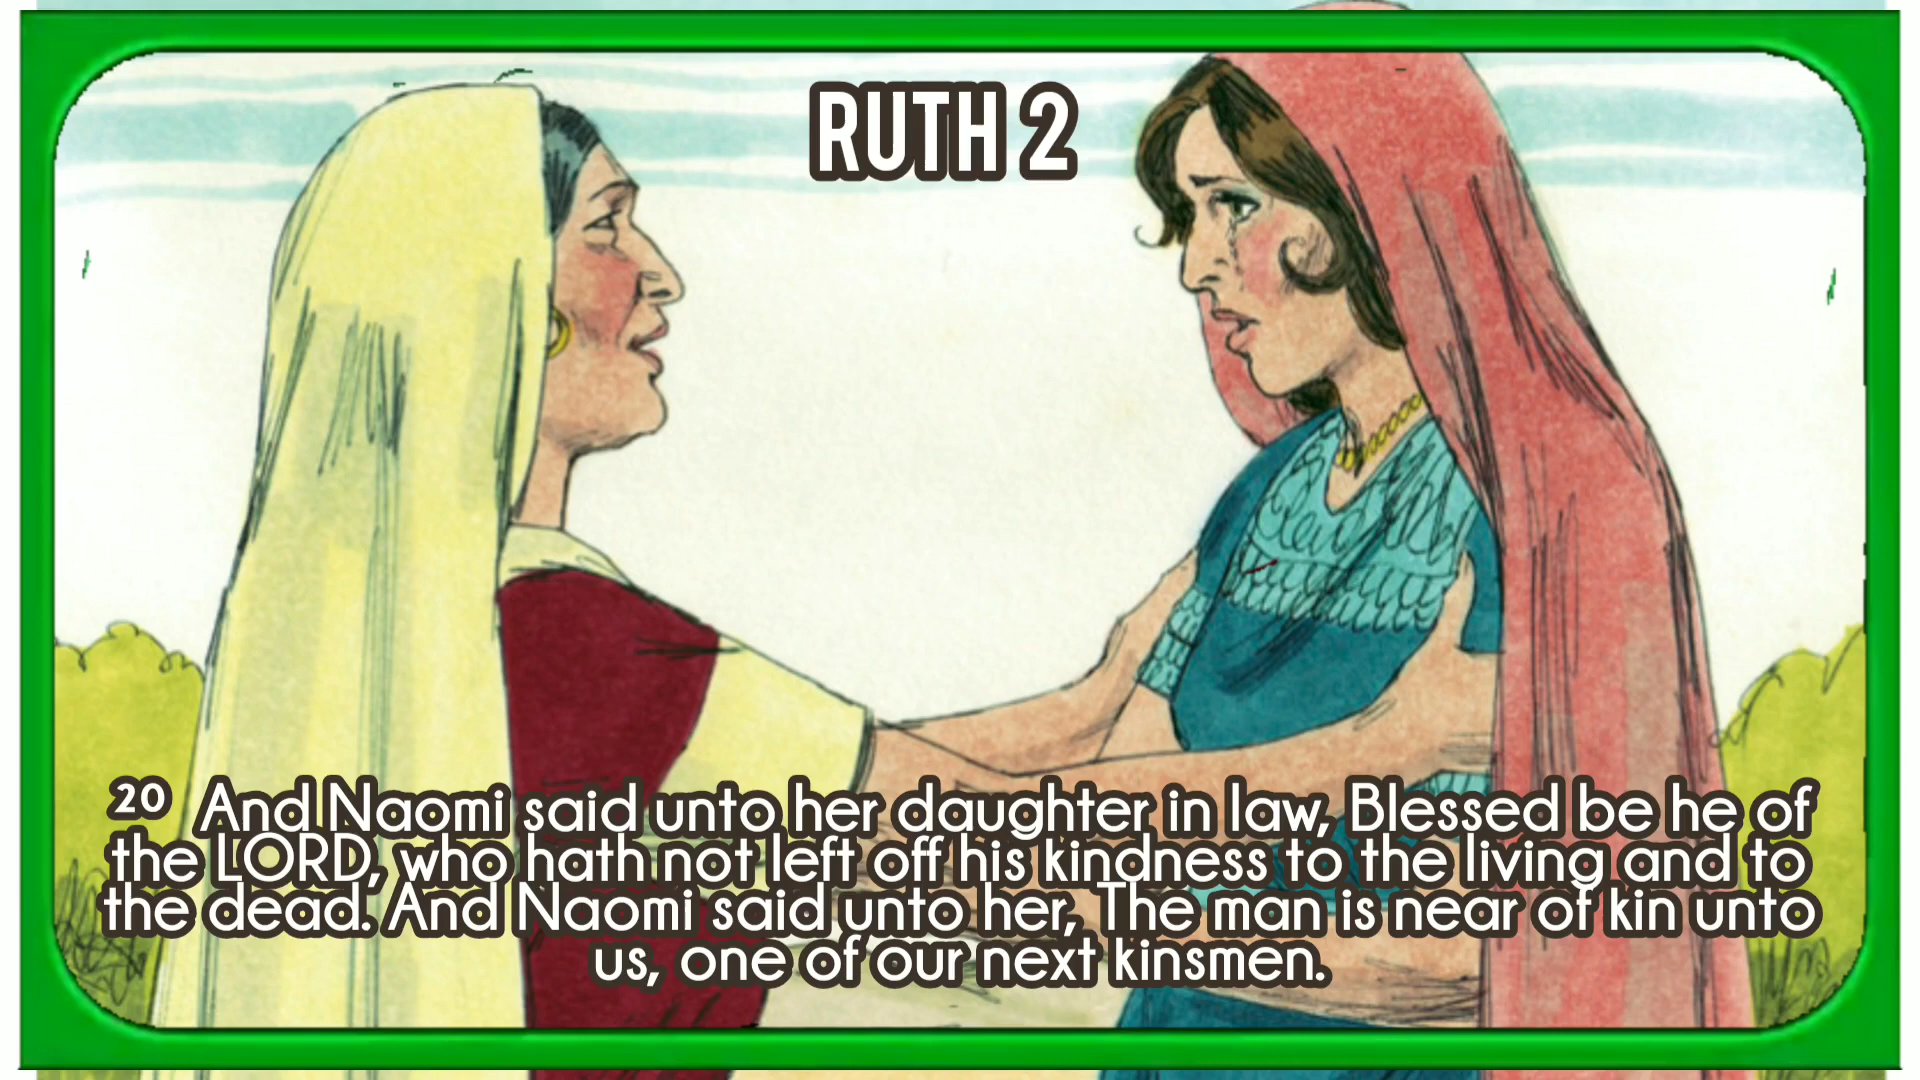 RUTH 2
20 And Naomi said unto her daughter in law, Blessed be he of
the LORD, who hath not left off his kindness to the living and to
the dead. And Naomi said unto her, The man is near of kin unto
us, one of our next kinsmen.